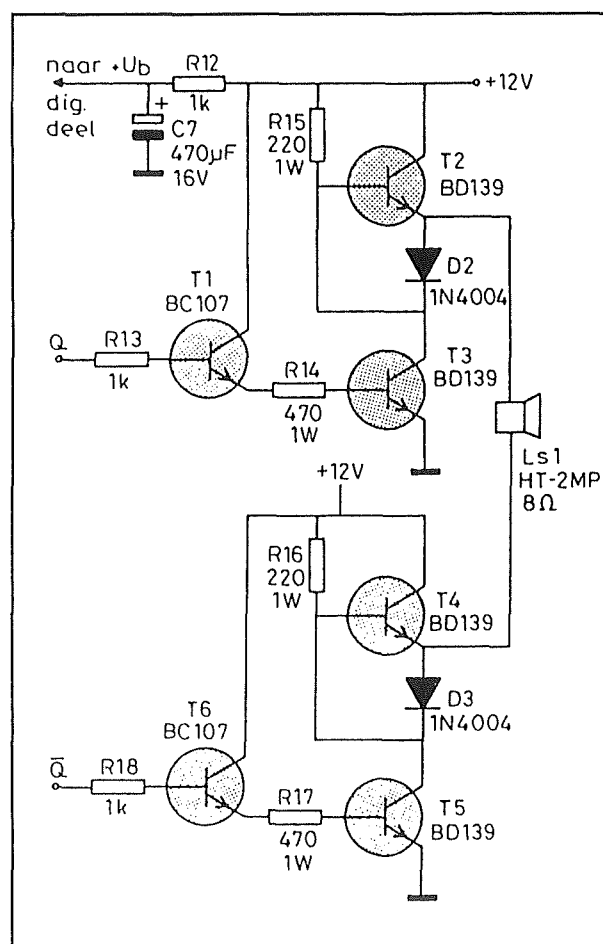 naar +Ub
dig.
deel
R12
1k
+
C7
470µF
16V
+12V
R15
220
1W
T2
BD139
D2
1N4004
T1
BC107
Q
R13
1k
R14
470
1W
T3
BD139
Ls1
HT-2MP
8Ω
+12V
R16
220
1W
T4
BD139
D3
1N4004
T6
BC107
Q̅
R18
1k
R17
470
1W
T5
BD139